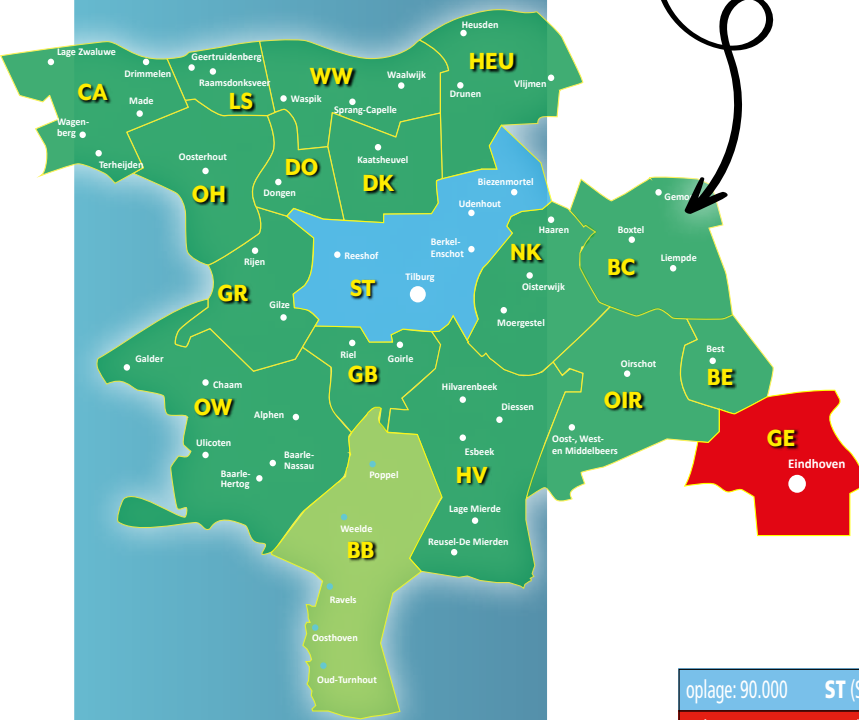 Heusden
HEU
Vlijmen
Drunen
Lage Zwaluwe
Drimmelen
CA
Made
Wagen-
berg
Terheijden
Geertruidenberg
Raamsdonksveer
LS
WW
Waalwijk
Waspik
Sprang-Capelle
Oosterhout
OH
DO
Dongen
Kaatsheuvel
DK
Biezenmortel
Udenhout
Berkel-
Enschot
Reeshof
ST
Tilburg
Haaren
NK
Oisterwijk
Moergestel
Boxtel
BC
Liempde
Rijen
GR
Gilze
Riel
Goirle
GB
Galder
Chaam
OW
Alphen
Ulicoten
Baarle-
Nassau
Baarle-
Hertog
Hilvarenbeek
Diessen
Esbeek
HV
Lage Mierde
Reusel-De Mierden
Oirschot
OIR
Oost-, West-
en Middelbeers
Best
BE
GE
Eindhoven
Poppel
Weelde
BB
Ravels
Oosthoven
Oud-Turnhout
oplage: 90.000 ST